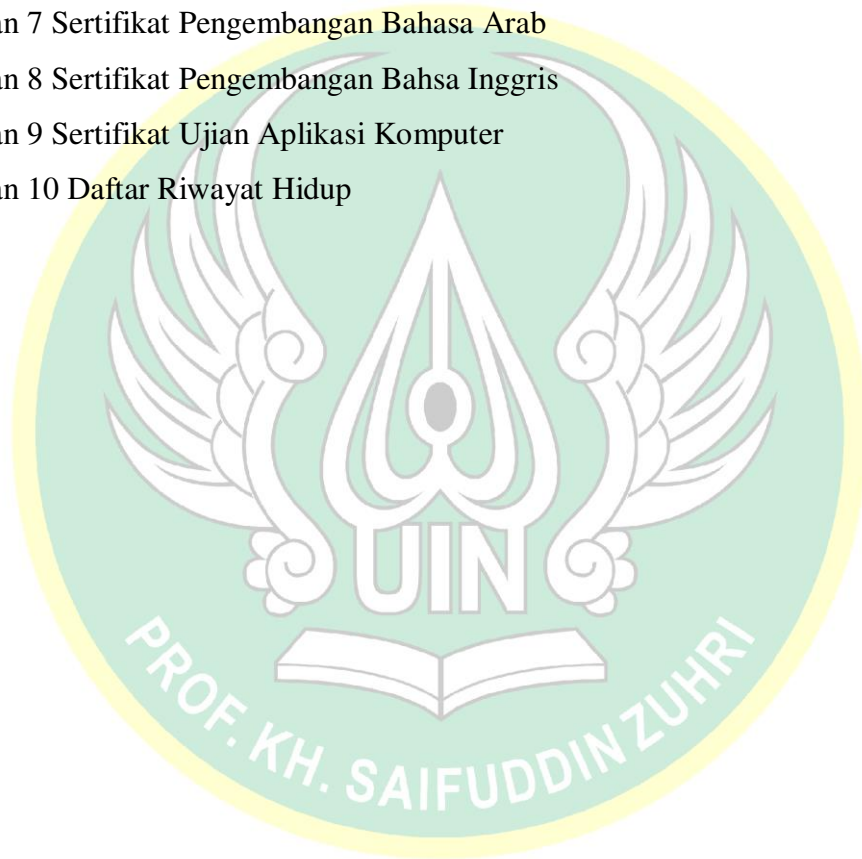 an 7 Sertifikat Pengembangan Bahasa Arab
an 8 Sertifikat Pengembangan Bahsa Inggris
an 9 Sertifikat Ujian Aplikasi Komputer
an 10 Daftar Riwayat Hidup
UIN
PROF. KH. SAIFUDDIN ZUHRI